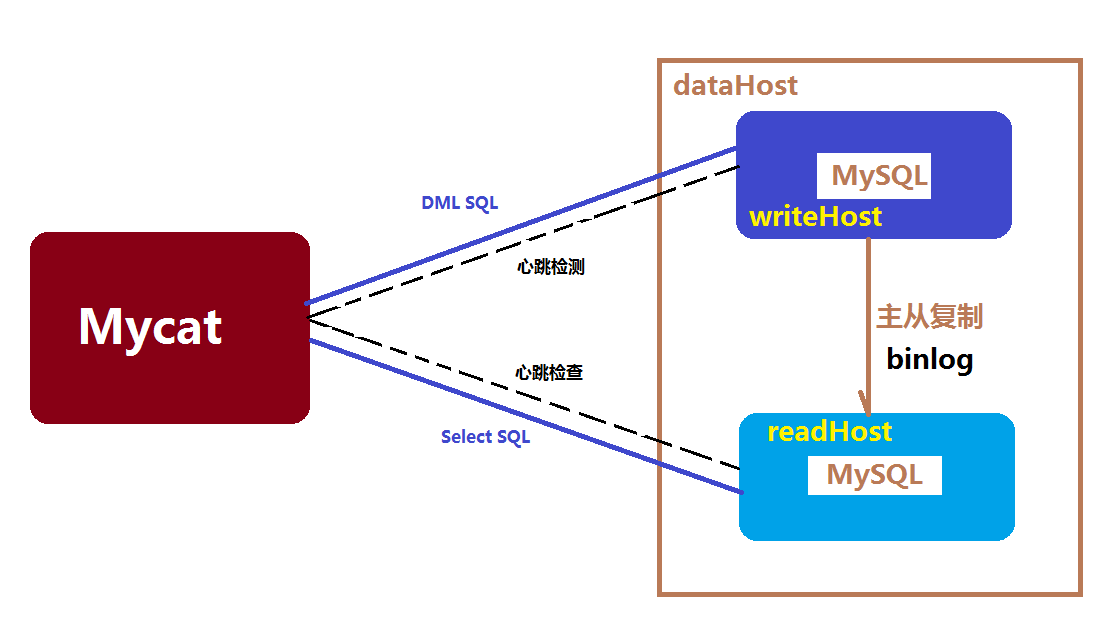 dataHost
MySQL
writeHost
DML SQL
心跳检测
Mycat
主从复制
binlog
心跳检查
Select SQL
readHost
MySQL